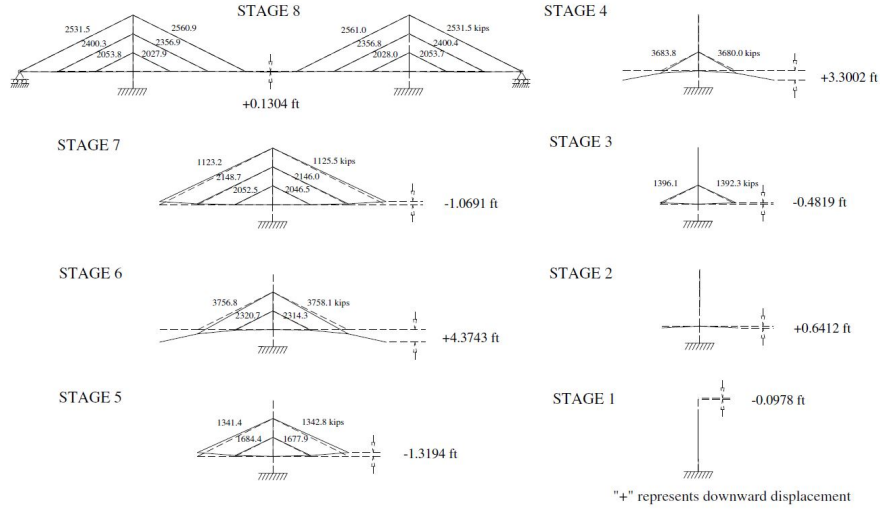 STAGE 8
2531.5
2560.9
2561.0
2531.5 kips
2400.3
2356.9
2356.8
2400.4
2053.8
2027.9
2028.0
2053.7
+0.1304 ft
STAGE 4
3683.8
3680.0 kips
+3.3002 ft
STAGE 7
1123.2
1125.5 kips
2148.7
2146.0
2052.5
2046.5
-1.0691 ft
STAGE 3
1396.1
1392.3 kips
-0.4819 ft
STAGE 6
3756.8
3758.1 kips
2320.7
2314.3
+4.3743 ft
STAGE 2
+0.6412 ft
STAGE 5
1341.4
1342.8 kips
1684.4
1677.9
-1.3194 ft
STAGE 1
-0.0978 ft
"+" represents downward displacement